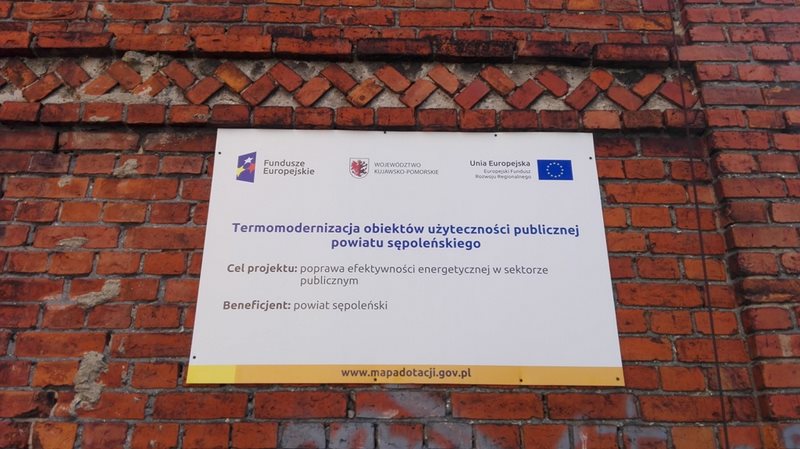 Fundusze
Europejskie
WOJEWÓDZTWO
KUJAWSKO-POMORSKIE
Unia Europejska
Europejski Fundusz
Rozwoju Regionalnego
Termomodernizacja obiektów użyteczności publicznej
powiatu sępoleńskiego
Cel projektu: poprawa efektywności energetycznej w sektorze
publicznym
Beneficjent: powiat sępoleński
www.mapadotacji.gov.pl